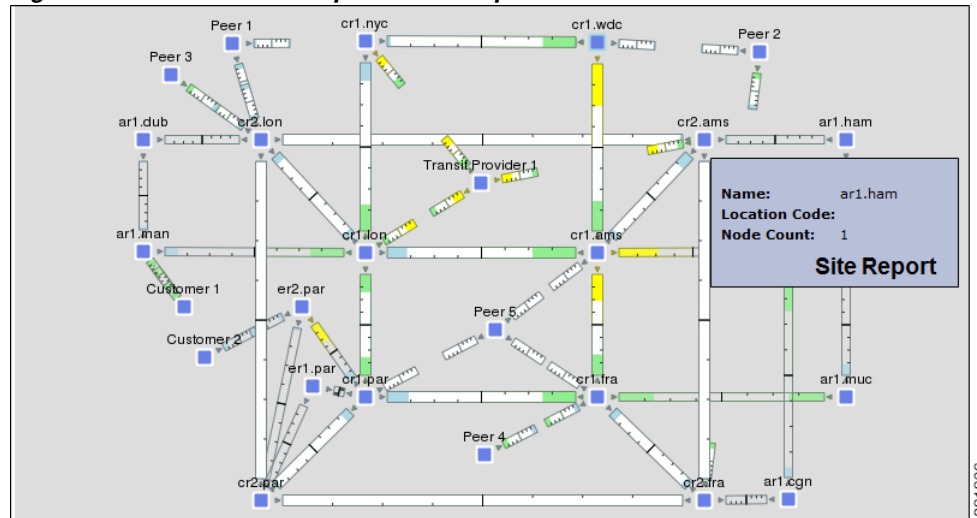 Peer 1
cr1.nyc
cr1.wdc
Peer 2
Peer 3
ar1.dub
cr2.lon
cr2.ams
ar1.ham
Transit Provider 1
Name: ar1.ham
Location Code:
Node Count: 1
Site Report
ar1.man
cr1.lon
cr1.ams
Customer 1
er2.par
Peer 5
Customer 2
er1.par
cr1.par
cr1.fra
ar1.muc
Peer 4
cr2.par
cr2.fra
ar1.cgn